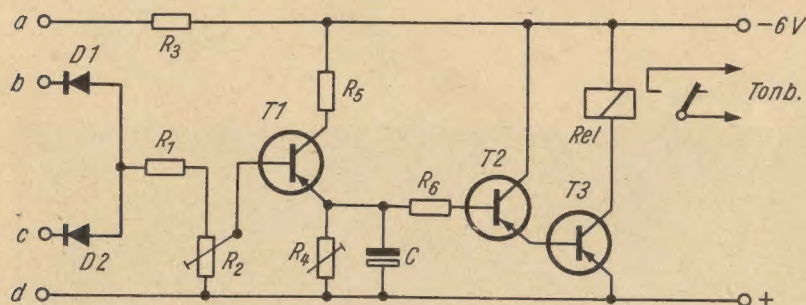 a
R3
−6V
b
D1
T1
R5
Rel
Tonb.
R1
T2
R6
T3
c
D2
R2
R4
C
d
+